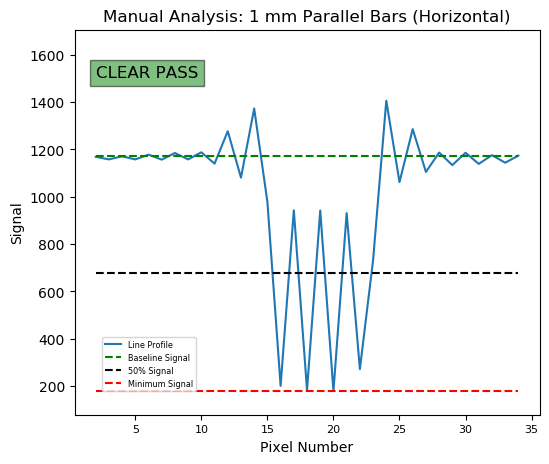 Manual Analysis: 1 mm Parallel Bars (Horizontal)
1600
CLEAR PASS
1400
1200
1000
800
600
400
200
Signal
Line Profile
Baseline Signal
50% Signal
Minimum Signal
5 10 15 20 25 30 35
Pixel Number